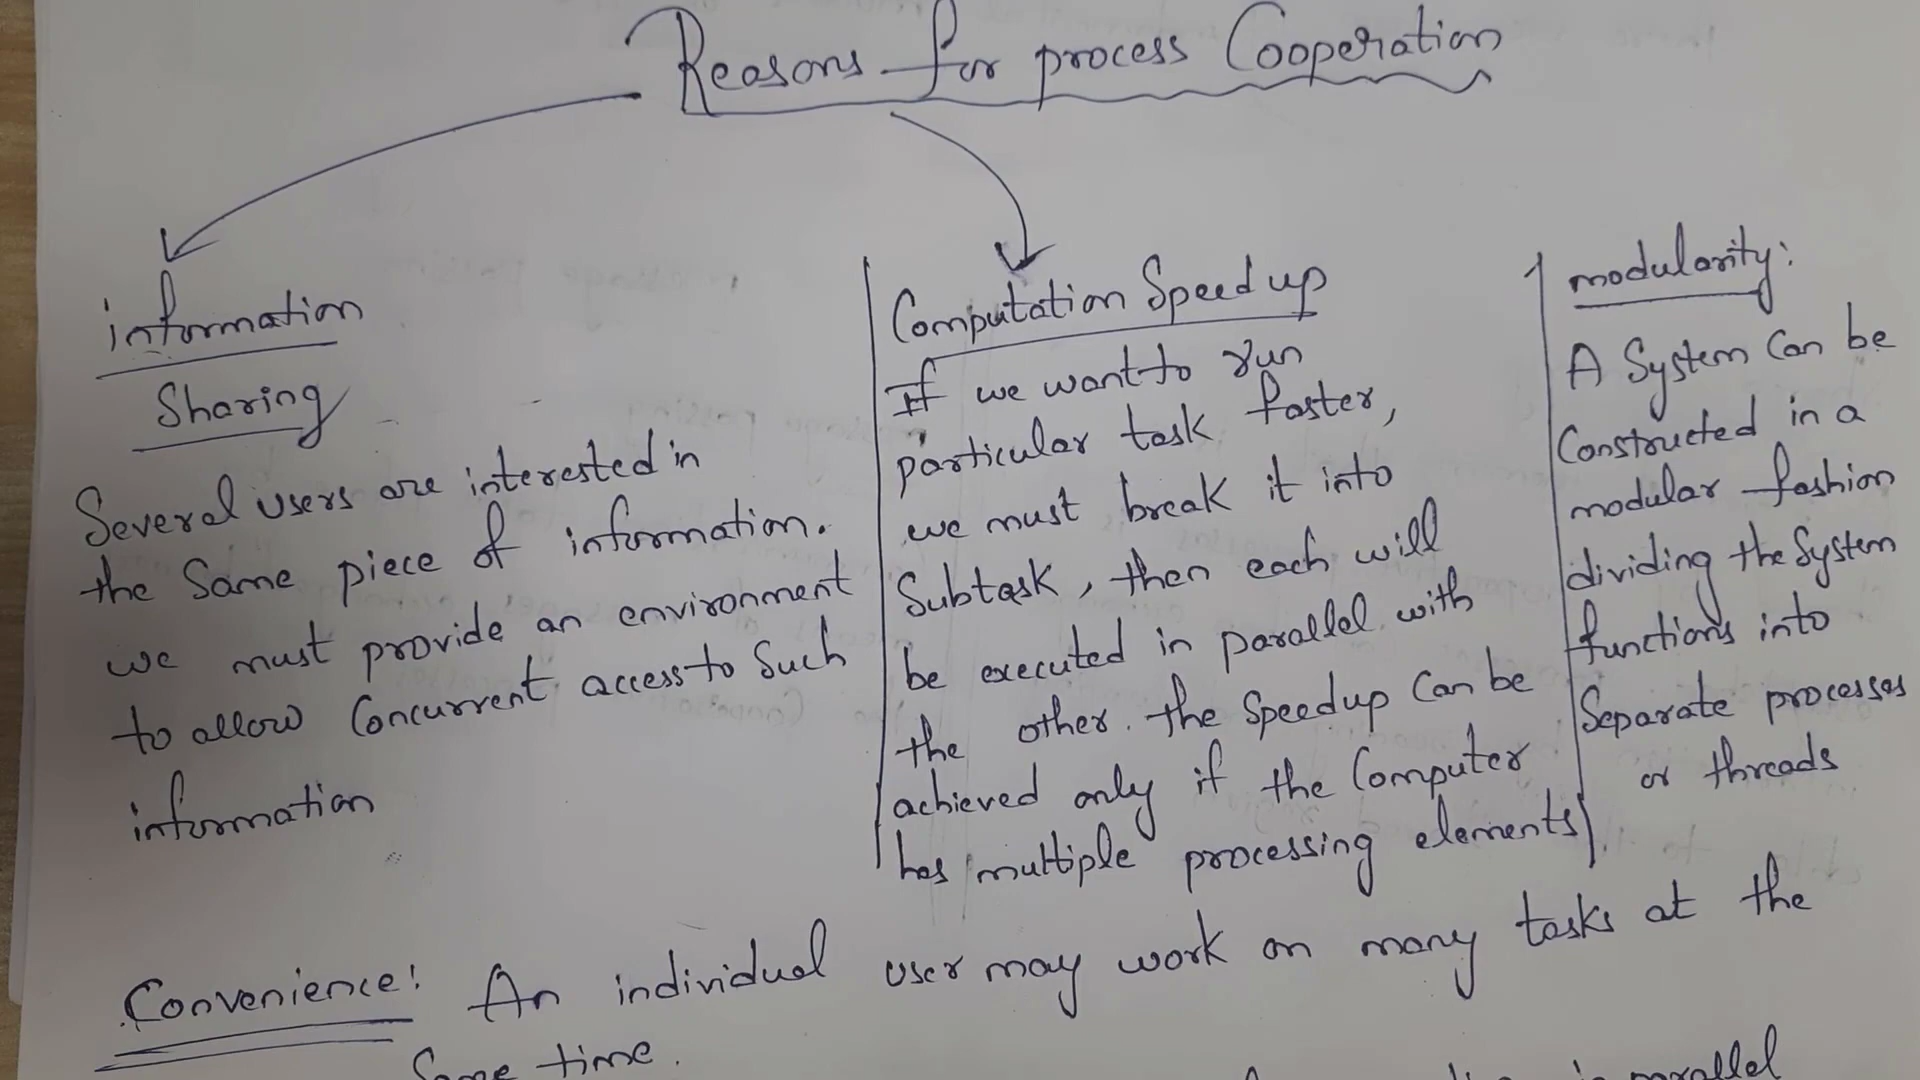 Reasons for process Cooperation
information
Sharing
Several users are interested in
the Same piece of information.
we must provide an environment
to allow Concurrent access to Such
information
Computation Speed up
If we want to run
particular task faster,
we must break it into
Subtask, then each will
be executed in parallel with
the other. the Speedup Can be
achieved only if the Computer
has multiple processing elements
modularity:
A System Can be
Constructed in a
modular fashion
dividing the System
functions into
Separate processes
or threads
Convenience: An individual user may work on many tasks at the
Same time.
parallel